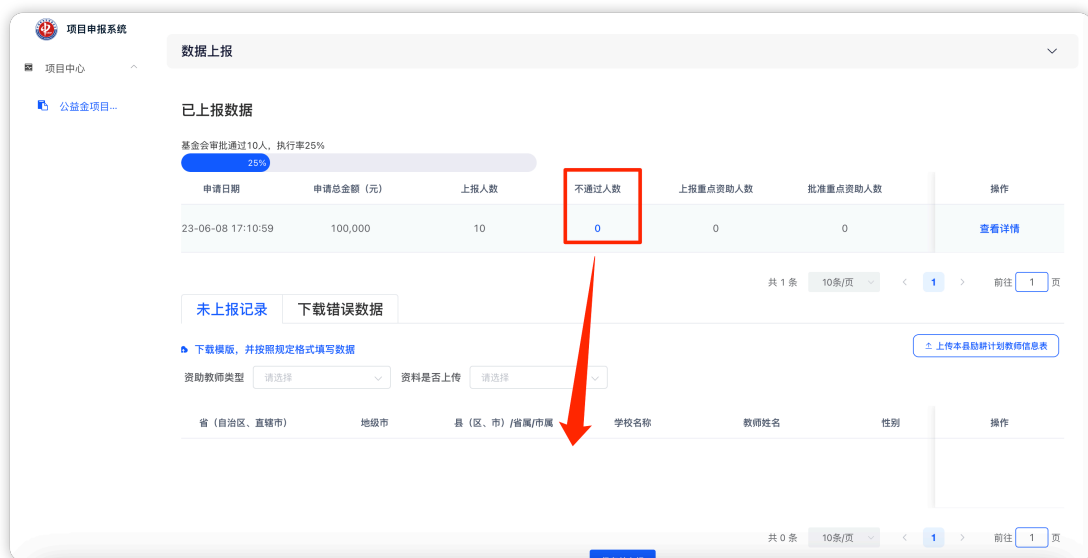 项目申报系统
项目中心
公益金项目...
数据上报
已上报数据
基金会审批通过10人，执行率25%
25%
申请日期 申请总金额（元） 上报人数 不通过人数 上报重点资助人数 批准重点资助人数 操作
23-06-08 17:10:59 100,000 10 0 0 0 查看详情
共 1 条 10条/页 1 前往 1 页
未上报记录 下载错误数据
下载模版，并按照规定格式填写数据 上传本县励耕计划教师信息表
资助教师类型 请选择 资料是否上传 请选择
省（自治区、直辖市） 地级市 县（区、市）/省属/市属 学校名称 教师姓名 性别 操作
共 0 条 10条/页 1 前往 1 页